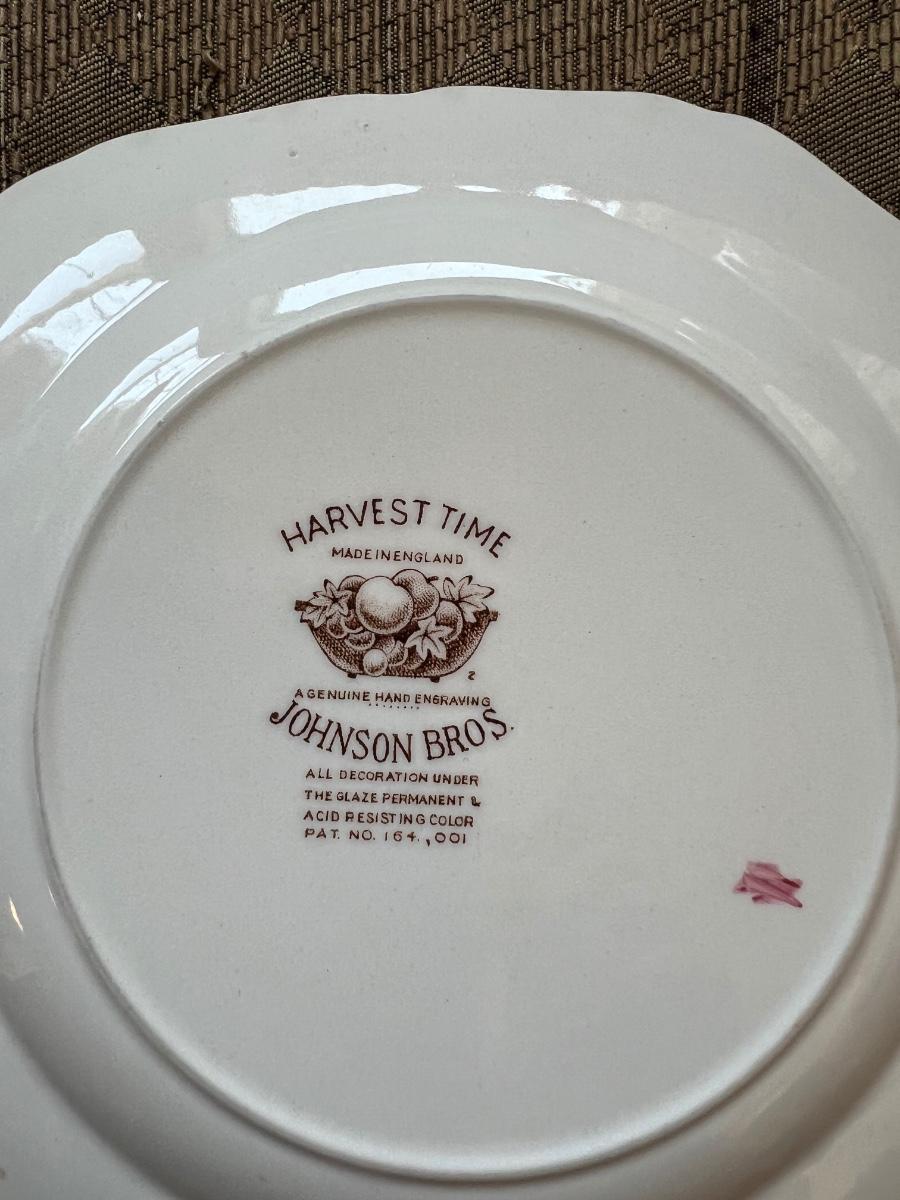 HARVEST TIME
MADE IN ENGLAND
2
A GENUINE HAND ENGRAVING
JOHNSON BROS.
ALL DECORATION UNDER
THE GLAZE PERMANENT &
ACID RESISTING COLOR
PAT. NO. 164.,001